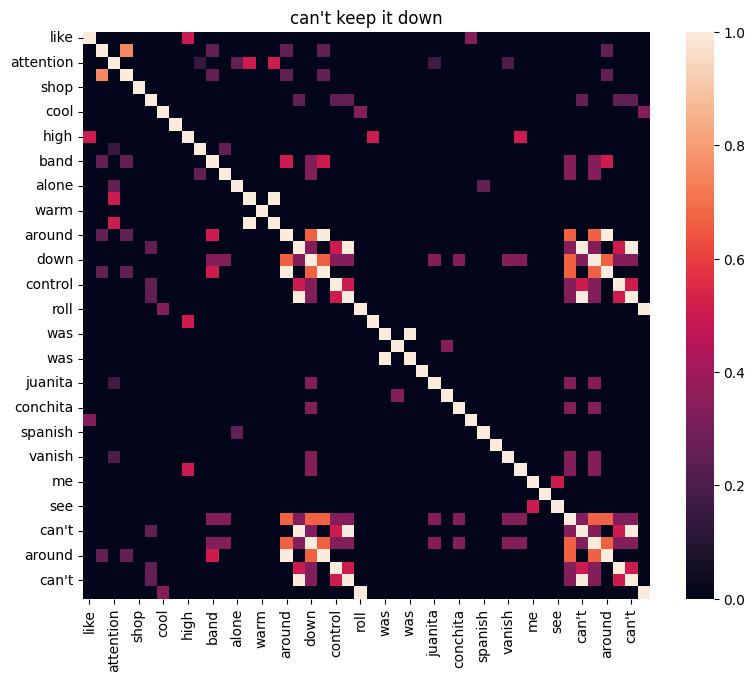 can't keep it down
like
attention
shop
cool
high
band
alone
warm
around
down
control
roll
was
was
juanita
conchita
spanish
vanish
me
see
can't
around
can't
like
attention
shop
cool
high
band
alone
warm
around
down
control
roll
was
was
juanita
conchita
spanish
vanish
me
see
can't
around
can't
1.0
0.8
0.6
0.4
0.2
0.0